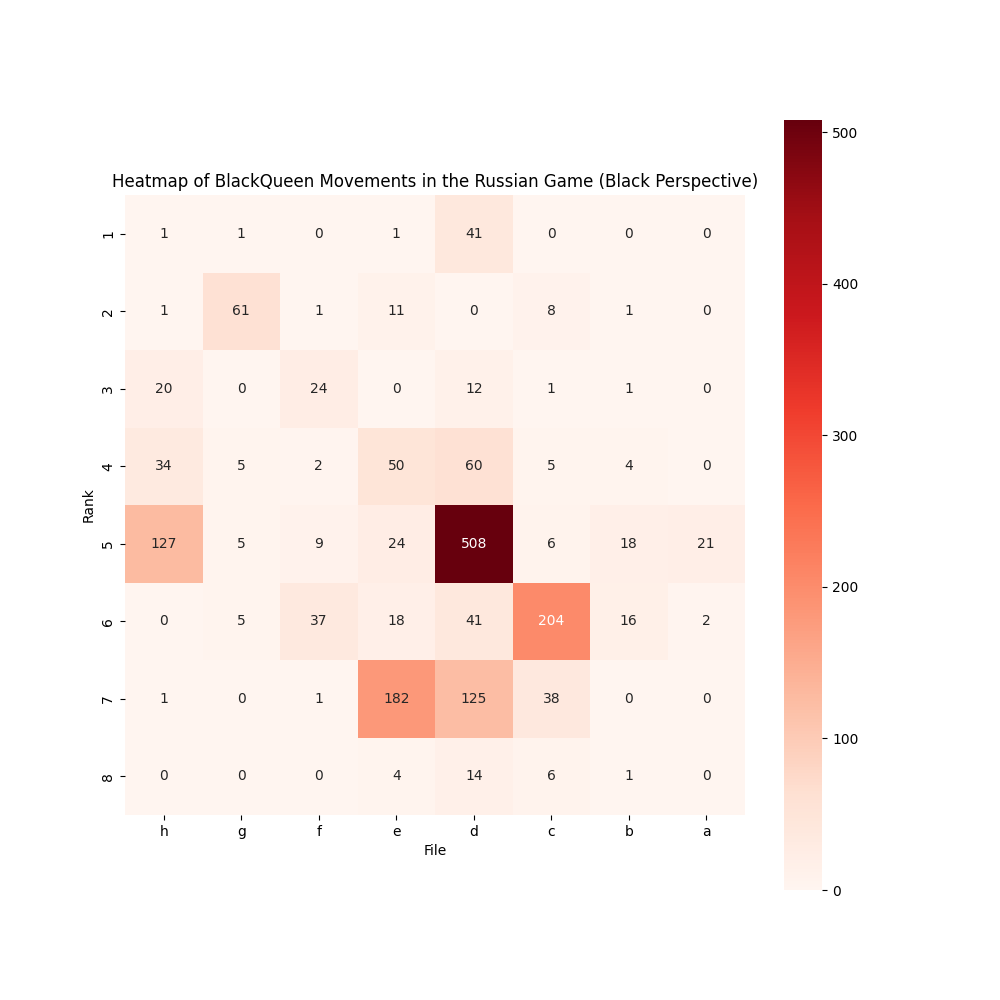 Heatmap of BlackQueen Movements in the Russian Game (Black Perspective)
500
400
300
200
100
0
Rank
1 1 1 0 1 41 0 0 0
2 1 61 1 11 0 8 1 0
3 20 0 24 0 12 1 1 0
4 34 5 2 50 60 5 4 0
5 127 5 9 24 508 6 18 21
6 0 5 37 18 41 204 16 2
7 1 0 1 182 125 38 0 0
8 0 0 0 4 14 6 1 0
h g f e d c b a
File